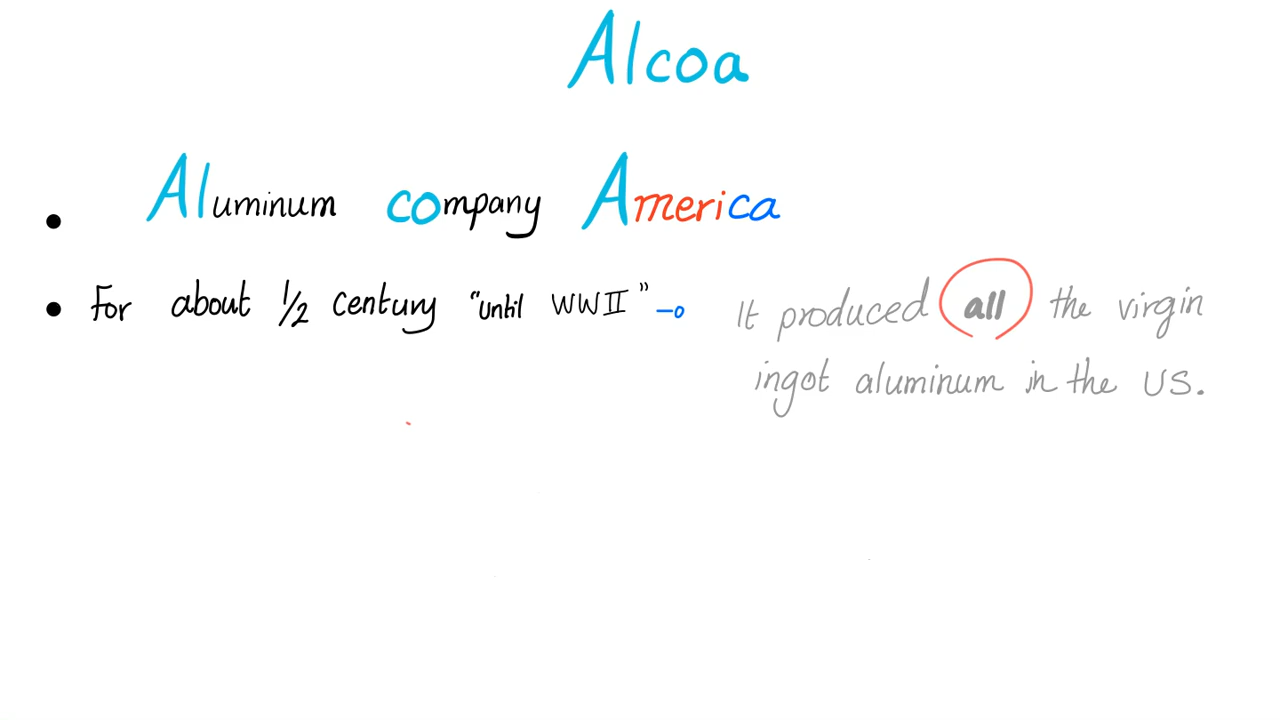 Alcoa
• Aluminum company America
• For about 1/2 century "until WWII" -o It produced all the virgin
ingot aluminum in the US.